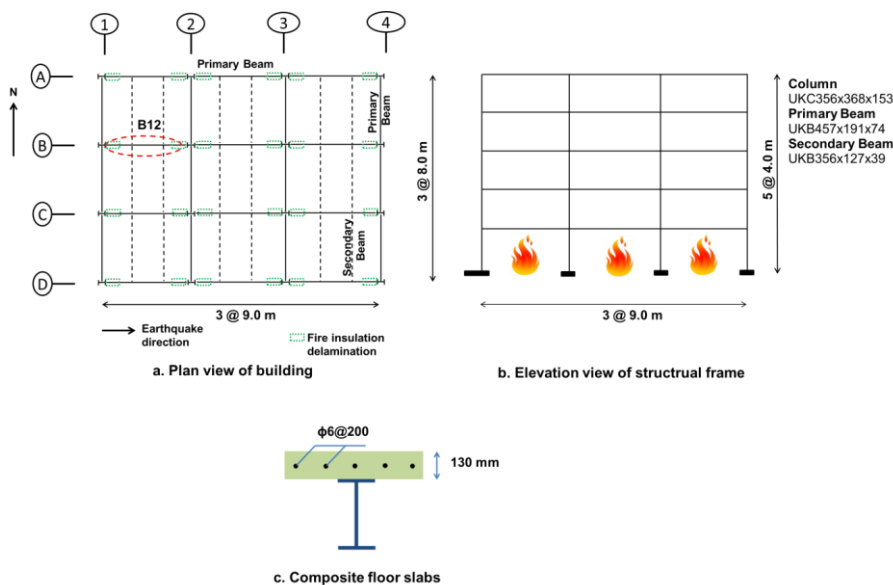 1
2
3
4
A
B
C
D
N
Primary Beam
Primary
Beam
B12
Secondary
Beam
3 @ 8.0 m
3 @ 9.0 m
Earthquake
direction
Fire insulation
delamination
a. Plan view of building
5 @ 4.0 m
3 @ 9.0 m
b. Elevation view of structrual frame
Column
UKC356x368x153
Primary Beam
UKB457x191x74
Secondary Beam
UKB356x127x39
ϕ6@200
130 mm
c. Composite floor slabs